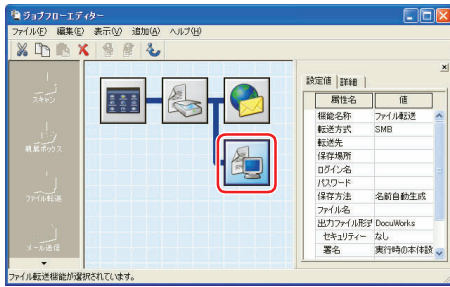 ジョブフローエディター
ファイル(F) 編集(E) 表示(V) 追加(A) ヘルプ(H)
スキャン
親展ボックス
ファイル転送
メール送信
設定値 詳細
属性名 値
機能名称 ファイル転送
転送方式 SMB
転送先
保存場所
ログイン名
パスワード
保存方法 名前自動生成
ファイル名
出力ファイル形式 DocuWorks
セキュリティー なし
署名 実行時の本体設
ファイル転送機能が選択されています。